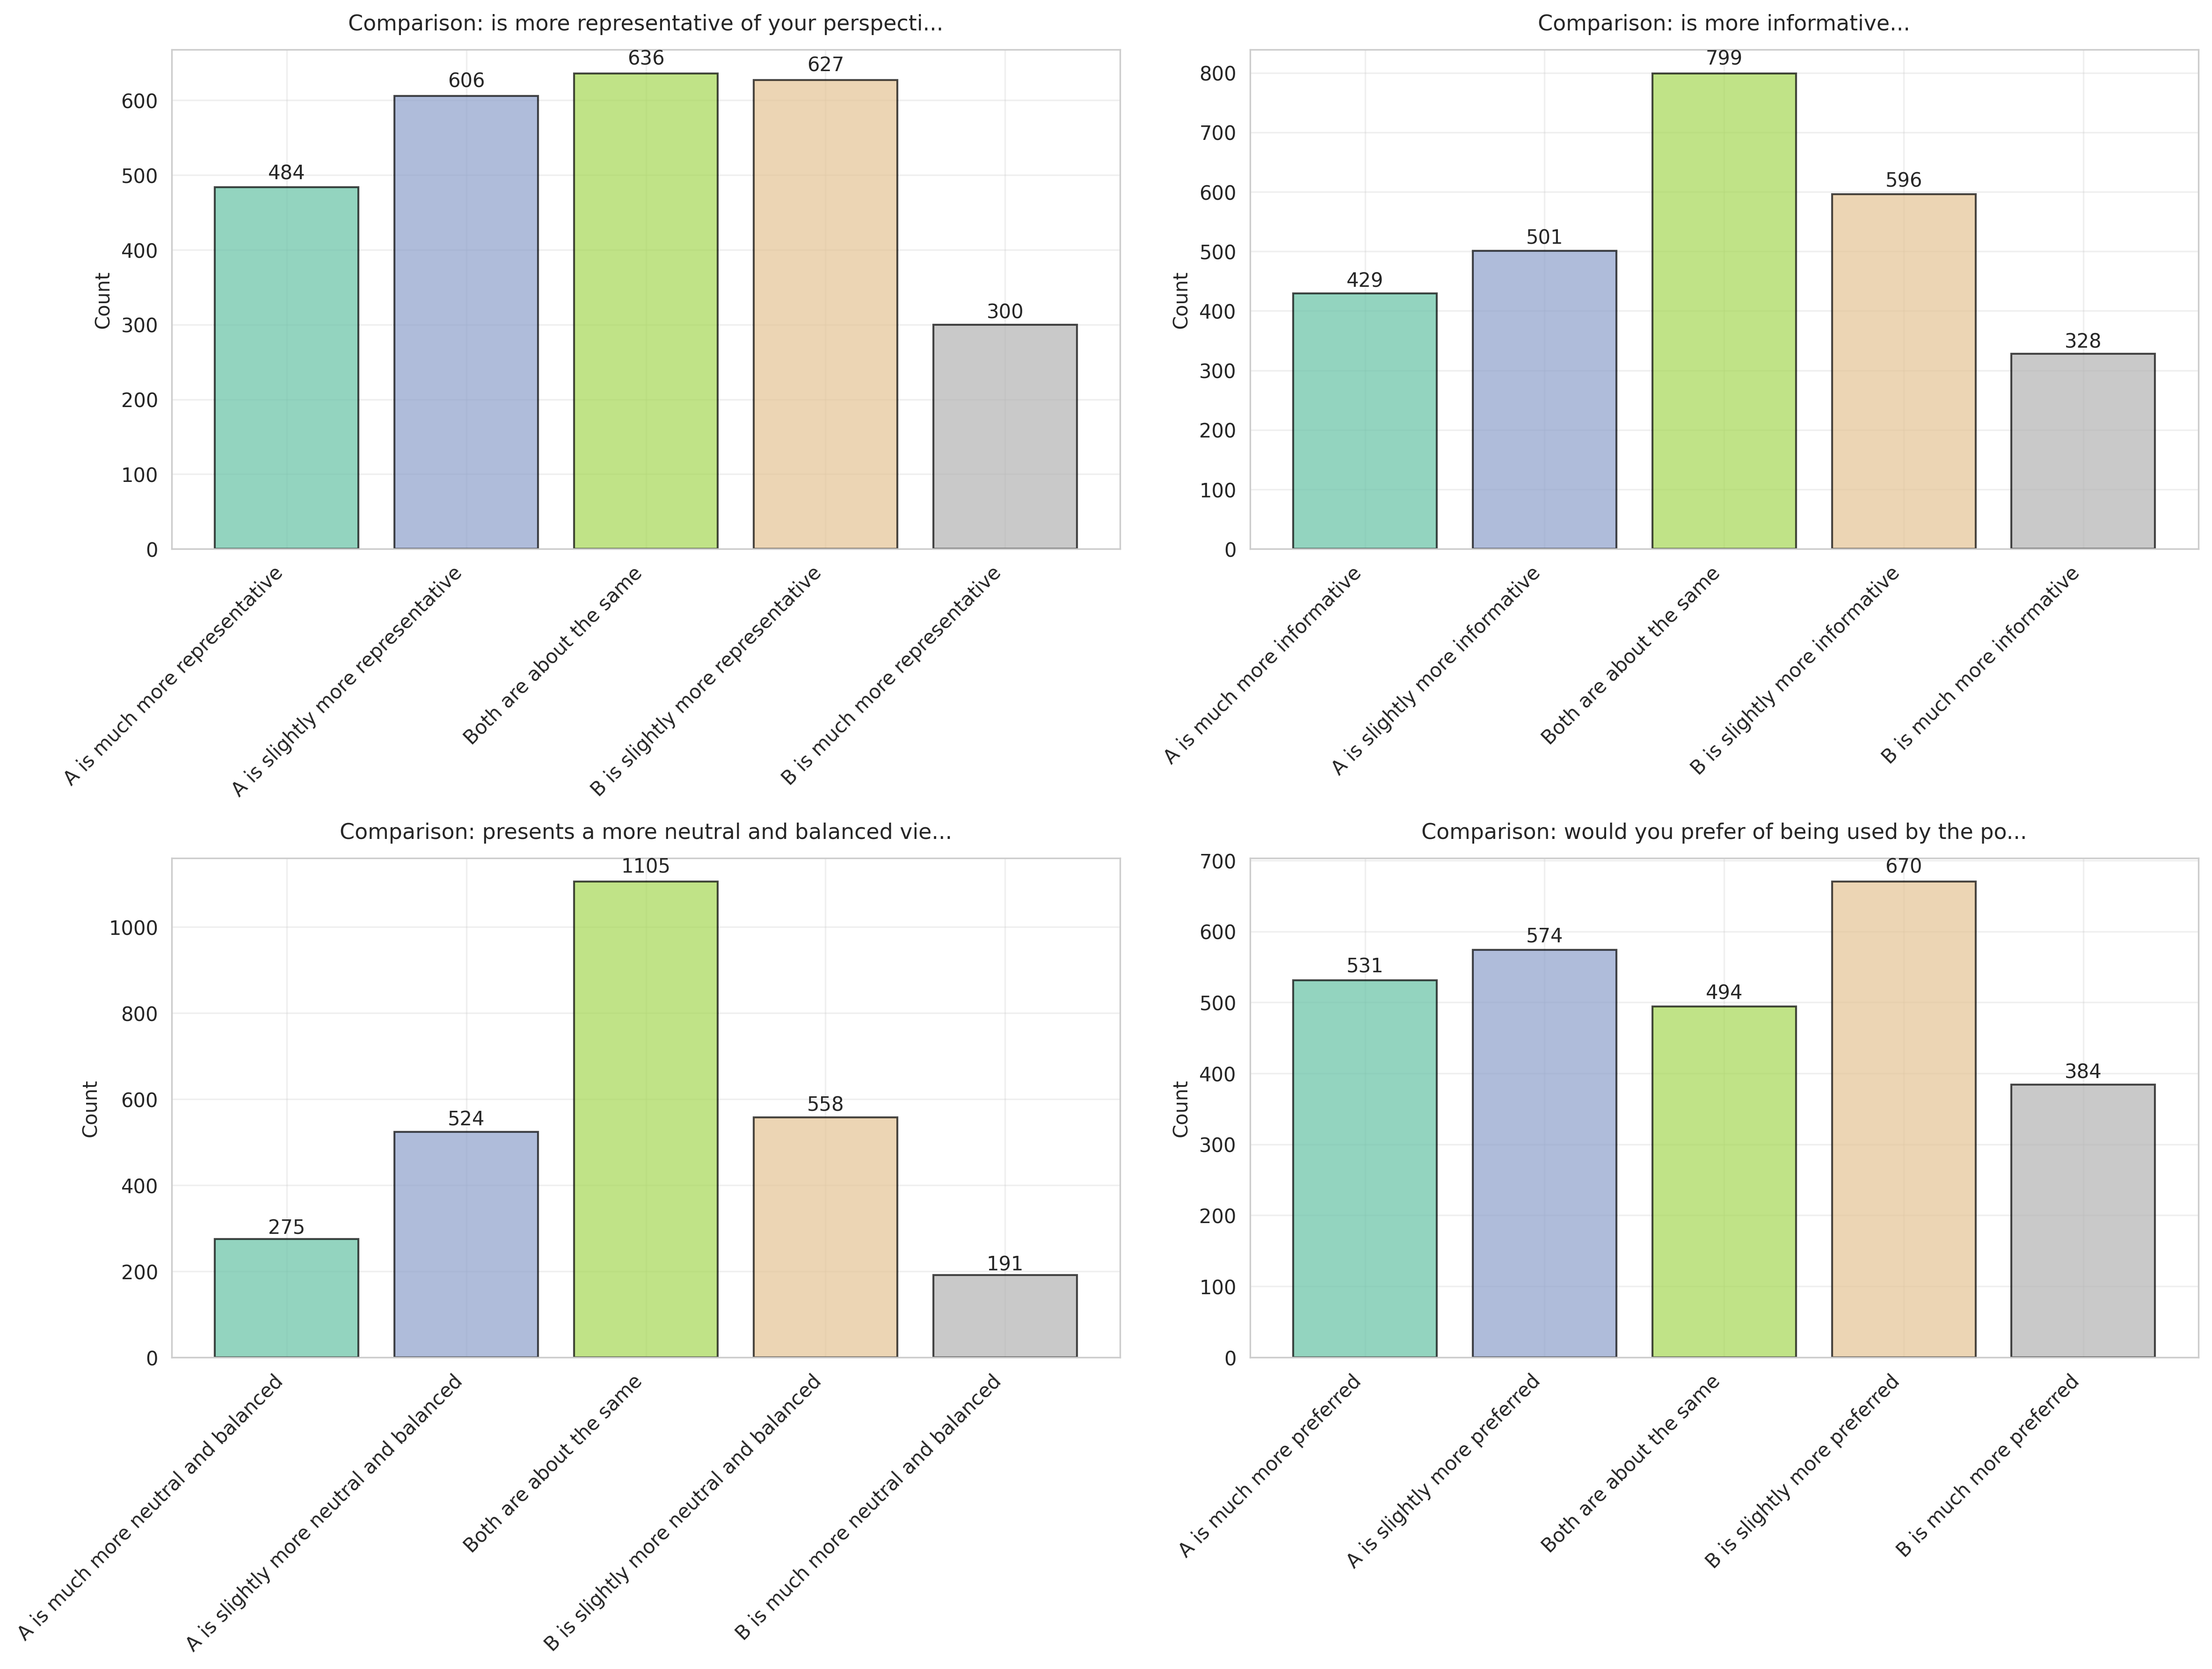 Comparison: is more representative of your perspecti...
636
627
606
600
500
484
400
Count
300
300
200
100
0
A is much more representative
A is slightly more representative
Both are about the same
B is slightly more representative
B is much more representative
Comparison: is more informative...
799
800
700
600
596
500
501
429
400
Count
328
300
200
100
0
A is much more informative
A is slightly more informative
Both are about the same
B is slightly more informative
B is much more informative
Comparison: presents a more neutral and balanced vie...
1105
1000
800
600
558
524
Count
400
275
200
191
0
A is much more neutral and balanced
A is slightly more neutral and balanced
Both are about the same
B is slightly more neutral and balanced
B is much more neutral and balanced
Comparison: would you prefer of being used by the po...
700
670
600
574
531
500
494
400
384
Count
300
200
100
0
A is much more preferred
A is slightly more preferred
Both are about the same
B is slightly more preferred
B is much more preferred